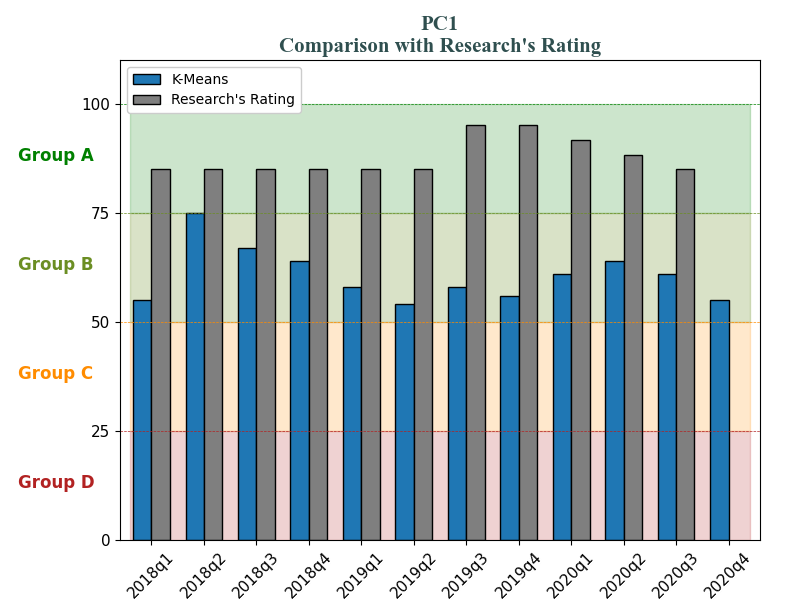 PC1
Comparison with Research's Rating
K-Means
Research's Rating
100
Group A
75
Group B
50
Group C
25
Group D
0
2018q1
2018q2
2018q3
2018q4
2019q1
2019q2
2019q3
2019q4
2020q1
2020q2
2020q3
2020q4